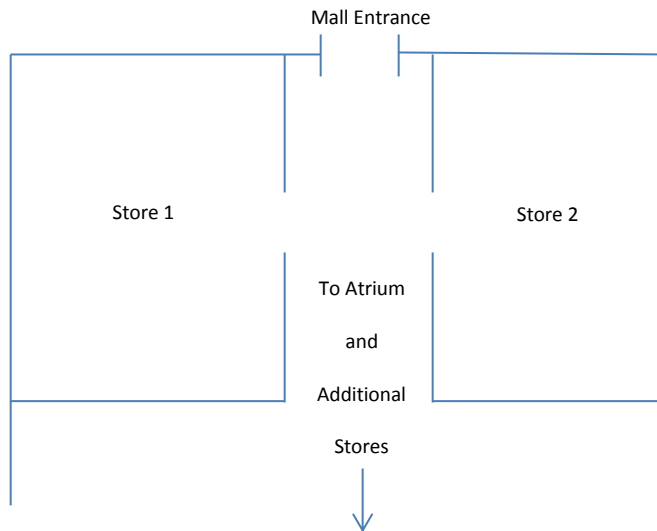 Mall Entrance
Store 1
Store 2
To Atrium
and
Additional
Stores